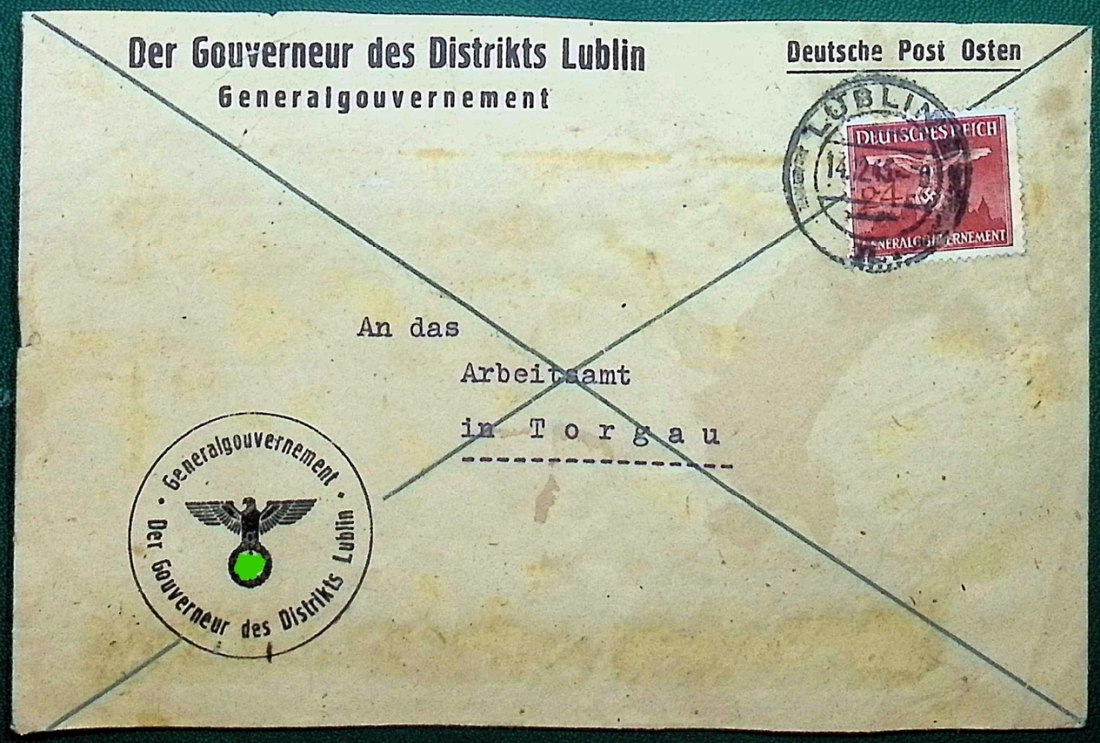 Der Gouverneur des Distrikts Lublin
Generalgouvernement
Deutsche Post Osten
LUBLIN
DEUTSCHES REICH
24
GENERALGOUVERNEMENT
An das
Arbeitsamt
in Torgau
Generalgouvernement
Der Gouverneur des Distrikts Lublin